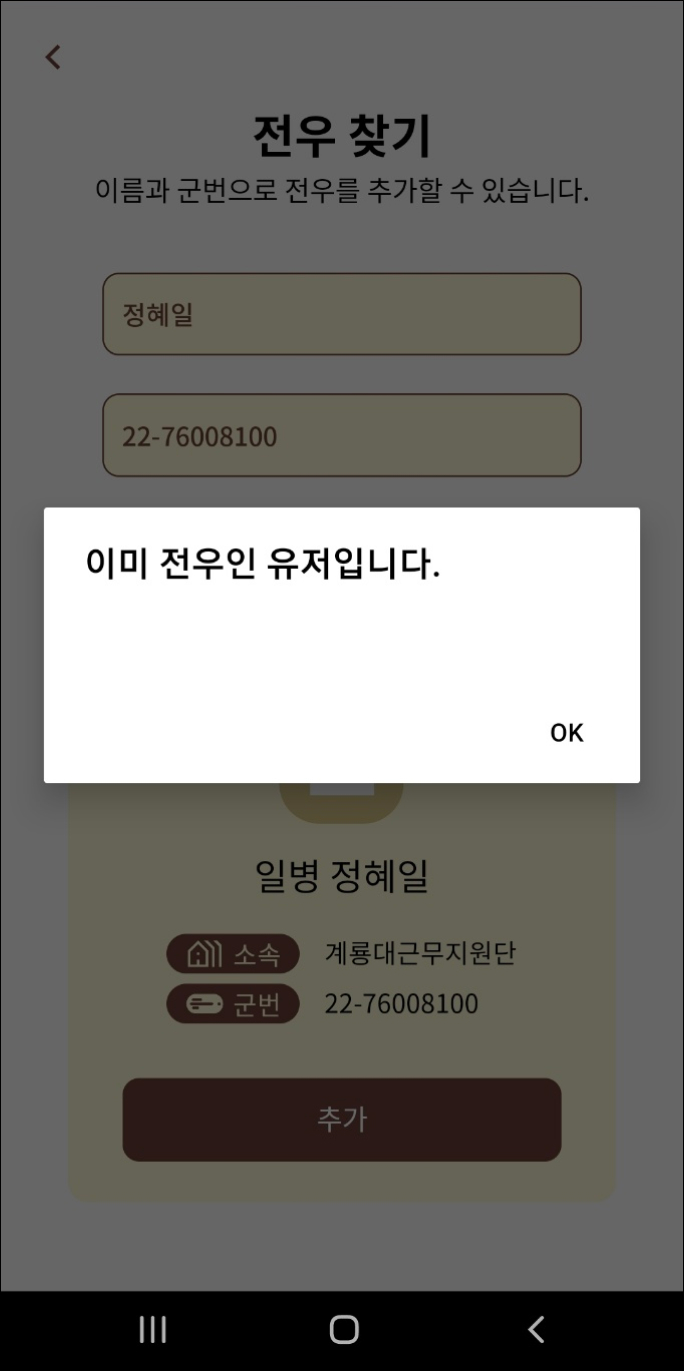 전우 찾기
이름과 군번으로 전우를 추가할 수 있습니다.
정혜일
22-76008100
이미 전우인 유저입니다.
OK
일병 정혜일
소속 계룡대근무지원단
군번 22-76008100
추가